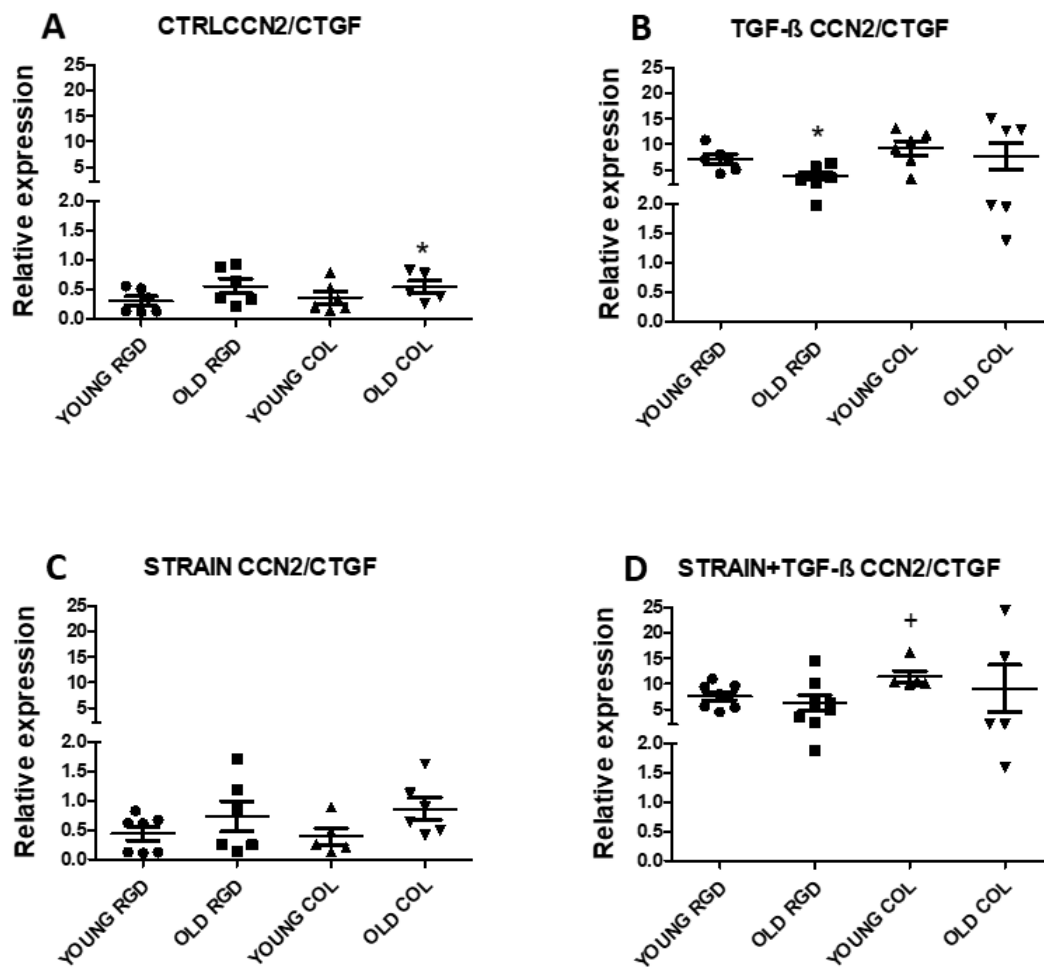 A
CTRLCCN2/CTGF
Relative expression
25
20
15
10
5
2.0
1.5
1.0
0.5
0.0
*
YOUNG RGD
OLD RGD
YOUNG COL
OLD COL
B
TGF-ß CCN2/CTGF
Relative expression
25
20
15
10
5
2.0
1.5
1.0
0.5
0.0
*
YOUNG RGD
OLD RGD
YOUNG COL
OLD COL
C
STRAIN CCN2/CTGF
Relative expression
25
20
15
10
5
2.0
1.5
1.0
0.5
0.0
YOUNG RGD
OLD RGD
YOUNG COL
OLD COL
D
STRAIN+TGF-ß CCN2/CTGF
Relative expression
25
20
15
10
5
2.0
1.5
1.0
0.5
0.0
+
YOUNG RGD
OLD RGD
YOUNG COL
OLD COL